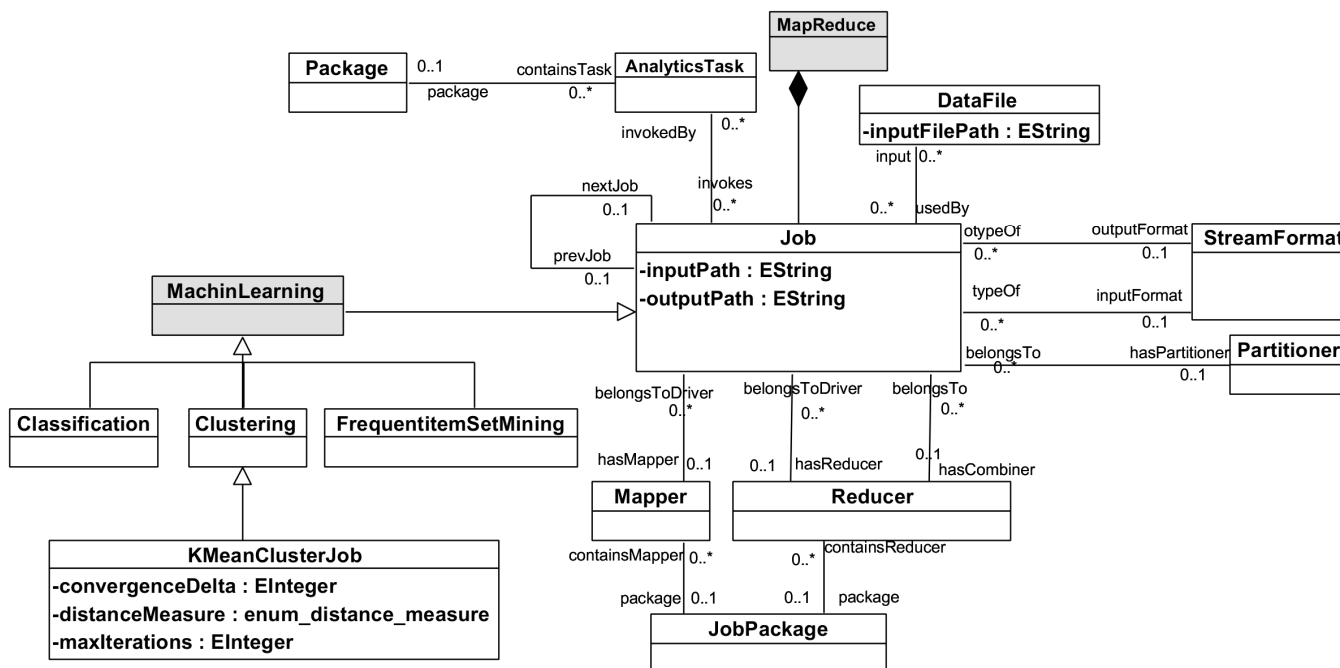 MapReduce
Package
0..1
package
containsTask
0..*
AnalyticsTask
DataFile
-inputFilePath : EString
invokedBy
0..*
input
0..*
nextJob
0..1
invokes
0..*
0..*
usedBy
prevJob
0..1
Job
-inputPath : EString
-outputPath : EString
otypeOf
0..*
outputFormat
0..1
StreamFormat
typeOf
0..*
inputFormat
0..1
MachinLearning
belongsTo
0..*
hasPartitioner
0..1
Partitioner
belongsToDriver
0..*
belongsToDriver
0..*
belongsTo
0..*
Classification
Clustering
FrequentitemSetMining
hasMapper
0..1
0..1
hasReducer
0..1
hasCombiner
Mapper
Reducer
KMeanClusterJob
-convergenceDelta : EInteger
-distanceMeasure : enum_distance_measure
-maxIterations : EInteger
containsMapper
0..*
0..*
containsReducer
package
0..1
0..1
package
JobPackage